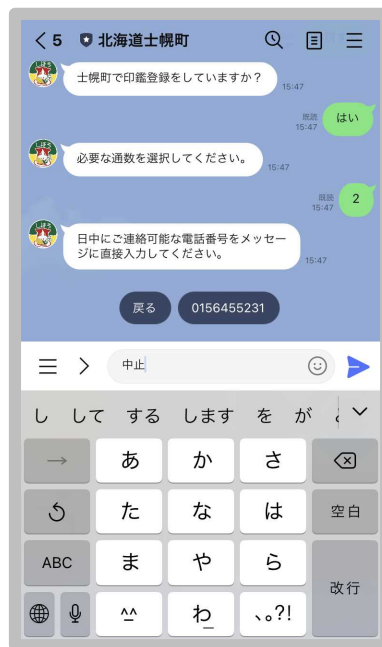 5 北海道士幌町
士幌町で印鑑登録をしていますか？
15:47
既読
15:47
はい
必要な通数を選択してください。
15:47
既読
15:47
2
日中にご連絡可能な電話番号をメッセー
ジに直接入力してください。
15:47
戻る 0156455231
中止
し して する します を が
→ あ か さ
た な は 空白
ABC ま や ら
改行
^^ わ 、。?!